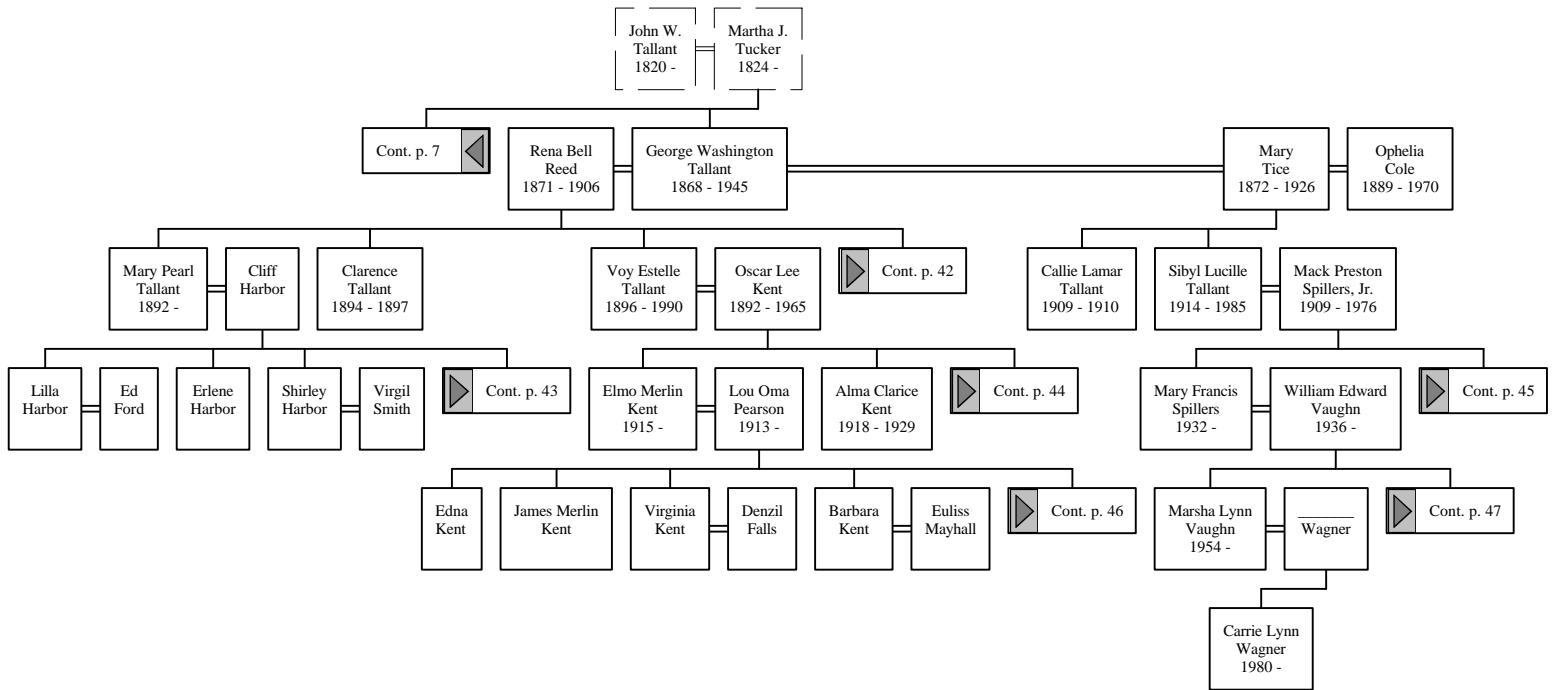 John W.
Tallant
1820 -
Martha J.
Tucker
1824 -
Cont. p. 7
Rena Bell
Reed
1871 - 1906
George Washington
Tallant
1868 - 1945
Mary
Tice
1872 - 1926
Ophelia
Cole
1889 - 1970
Mary Pearl
Tallant
1892 -
Cliff
Harbor
Clarence
Tallant
1894 - 1897
Voy Estelle
Tallant
1896 - 1990
Oscar Lee
Kent
1892 - 1965
Cont. p. 42
Callie Lamar
Tallant
1909 - 1910
Sibyl Lucille
Tallant
1914 - 1985
Mack Preston
Spillers, Jr.
1909 - 1976
Lilla
Harbor
Ed
Ford
Erlene
Harbor
Shirley
Harbor
Virgil
Smith
Cont. p. 43
Elmo Merlin
Kent
1915 -
Lou Oma
Pearson
1913 -
Alma Clarice
Kent
1918 - 1929
Cont. p. 44
Mary Francis
Spillers
1932 -
William Edward
Vaughn
1936 -
Cont. p. 45
Edna
Kent
James Merlin
Kent
Virginia
Kent
Denzil
Falls
Barbara
Kent
Euliss
Mayhall
Cont. p. 46
Marsha Lynn
Vaughn
1954 -
_______
Wagner
Cont. p. 47
Carrie Lynn
Wagner
1980 -